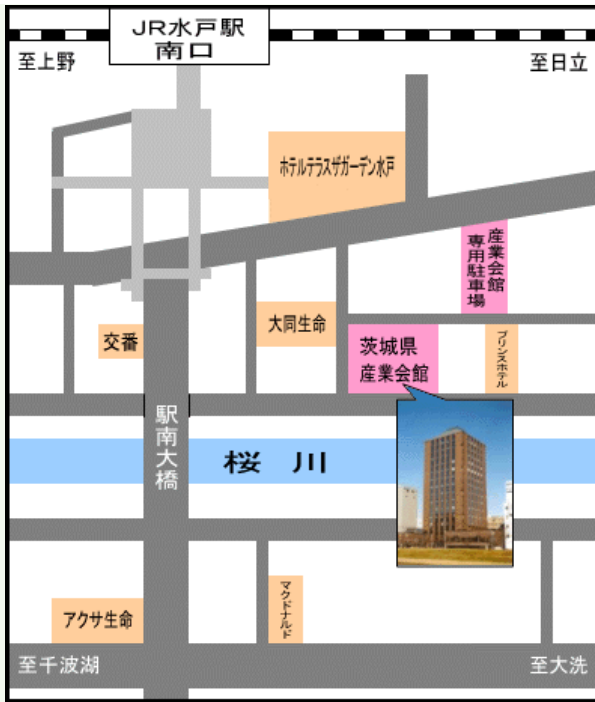 JR水戸駅
南口
至上野
至日立
ホテルテラスザガーデン水戸
産業会館
専用駐車場
大同生命
交番
茨城県
産業会館
プリンスホテル
駅南大橋
桜川
マクドナルド
アクサ生命
至千波湖
至大洗